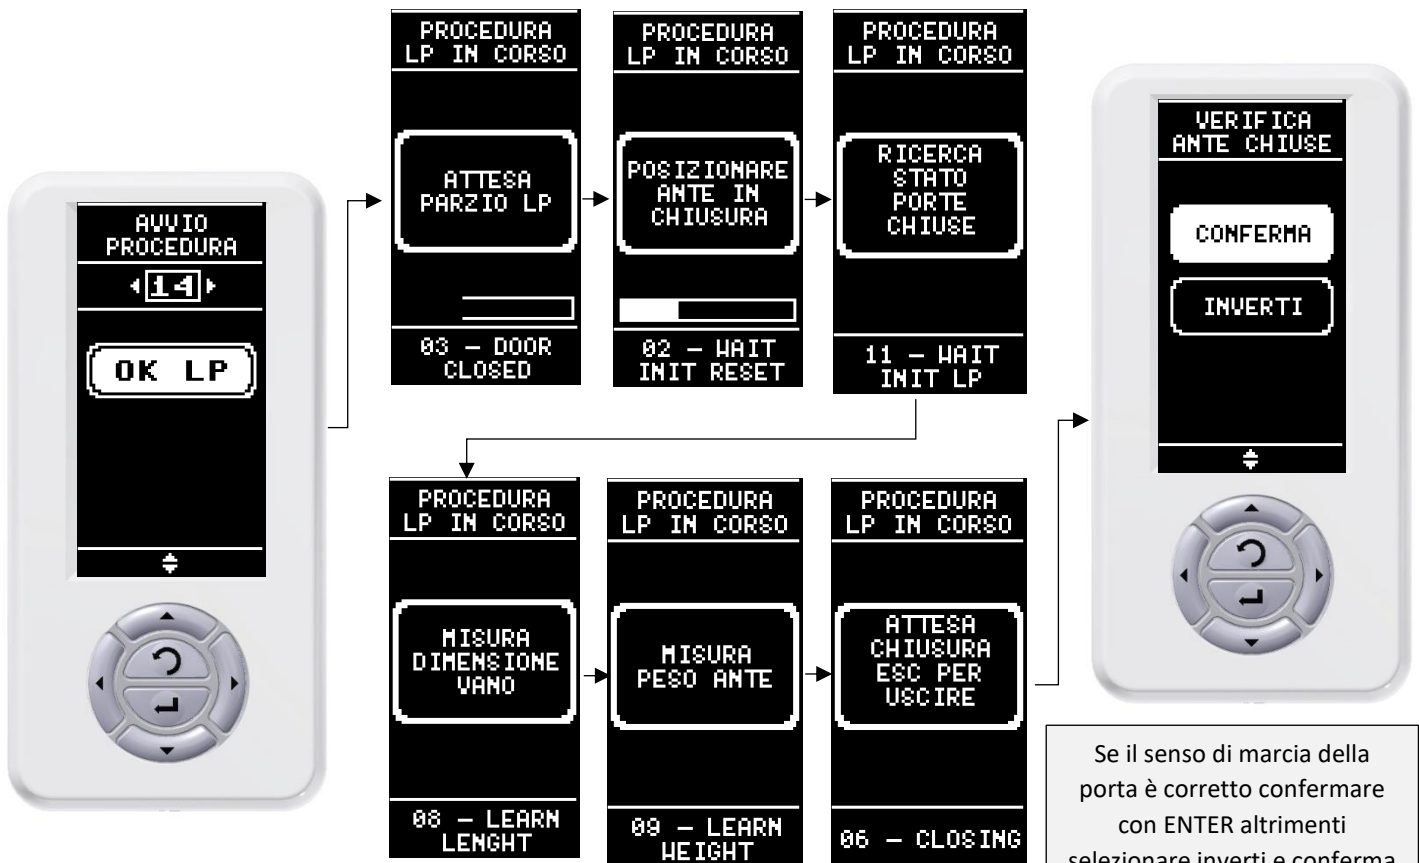 AVVIO
PROCEDURA
14
OK LP
PROCEDURA
LP IN CORSO
ATTESA
PARZIO LP
03 – DOOR
CLOSED
PROCEDURA
LP IN CORSO
POSIZIONARE
ANTE IN
CHIUSURA
02 – WAIT
INIT RESET
PROCEDURA
LP IN CORSO
RICERCA
STATO
PORTE
CHIUSE
11 – WAIT
INIT LP
PROCEDURA
LP IN CORSO
MISURA
DIMENSIONE
VANO
08 – LEARN
LENGHT
PROCEDURA
LP IN CORSO
MISURA
PESO ANTE
09 – LEARN
WEIGHT
PROCEDURA
LP IN CORSO
ATTESA
CHIUSURA
ESC PER
USCIRE
06 – CLOSING
VERIFICA
ANTE CHIUSE
CONFERMA
INVERTI
Se il senso di marcia della
porta è corretto confermare
con ENTER altrimenti
selezionare inverti e conferma